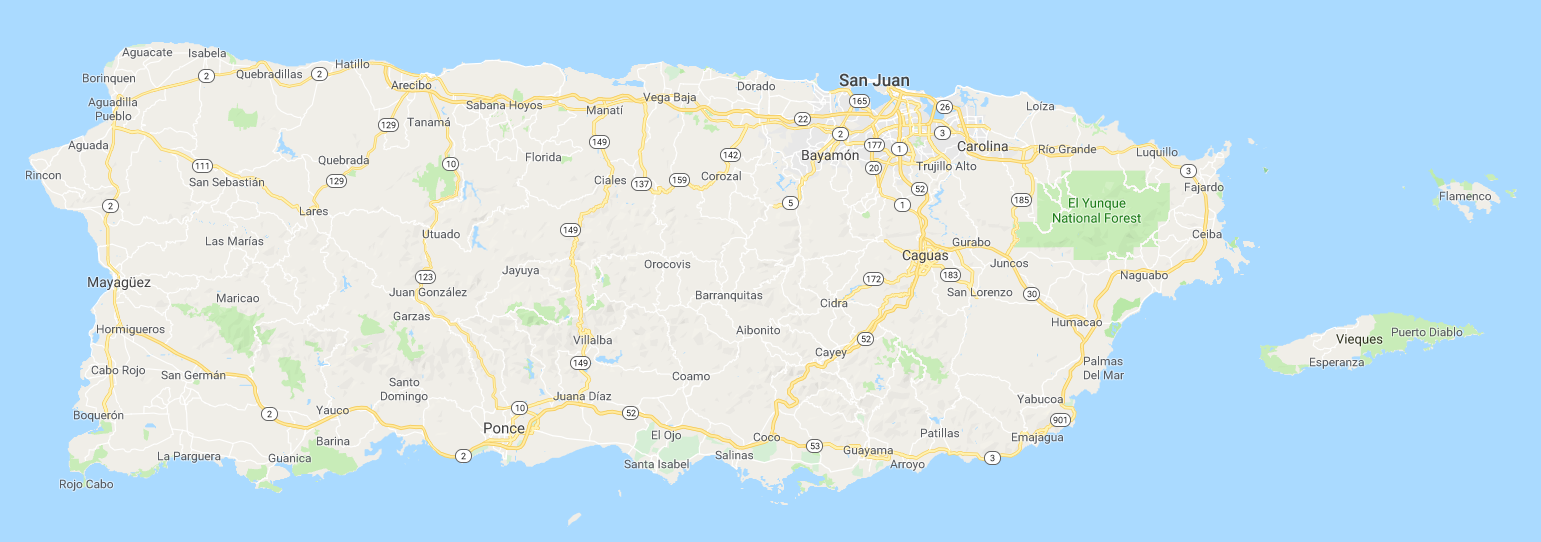 Aguacate
Isabela
Borinquen
2
Quebradillas
2
Hatillo
Arecibo
San Juan
Dorado
Vega Baja
Sabana Hoyos
Manatí
165
26
Loíza
Aguadilla
Pueblo
Tanamá
129
22
2
3
149
177
1
Carolina
Aguada
Florida
142
Bayamón
Río Grande
Luquillo
111
Quebrada
10
20
Trujillo Alto
3
Rincon
San Sebastián
129
Ciales
137
159
Corozal
52
Fajardo
2
Lares
5
1
185
El Yunque
National Forest
Flamenco
Las Marías
Utuado
149
Gurabo
Ceiba
Caguas
Mayagüez
123
Jayuya
Orocovis
172
183
Juncos
Naguabo
Maricao
Juan González
Barranquitas
Cidra
San Lorenzo
30
Garzas
Hormigueros
Aibonito
Humacao
Villalba
52
Vieques
Puerto Diablo
Cayey
Esperanza
149
Palmas
Del Mar
Cabo Rojo
San Germán
Santo
Domingo
Coamo
Juana Díaz
Yabucoa
Boquerón
2
Yauco
10
52
901
Ponce
Barina
El Ojo
Coco
53
Patillas
Emajagua
La Parguera
Guanica
2
Santa Isabel
Salinas
Guayama
Arroyo
3
Rojo Cabo